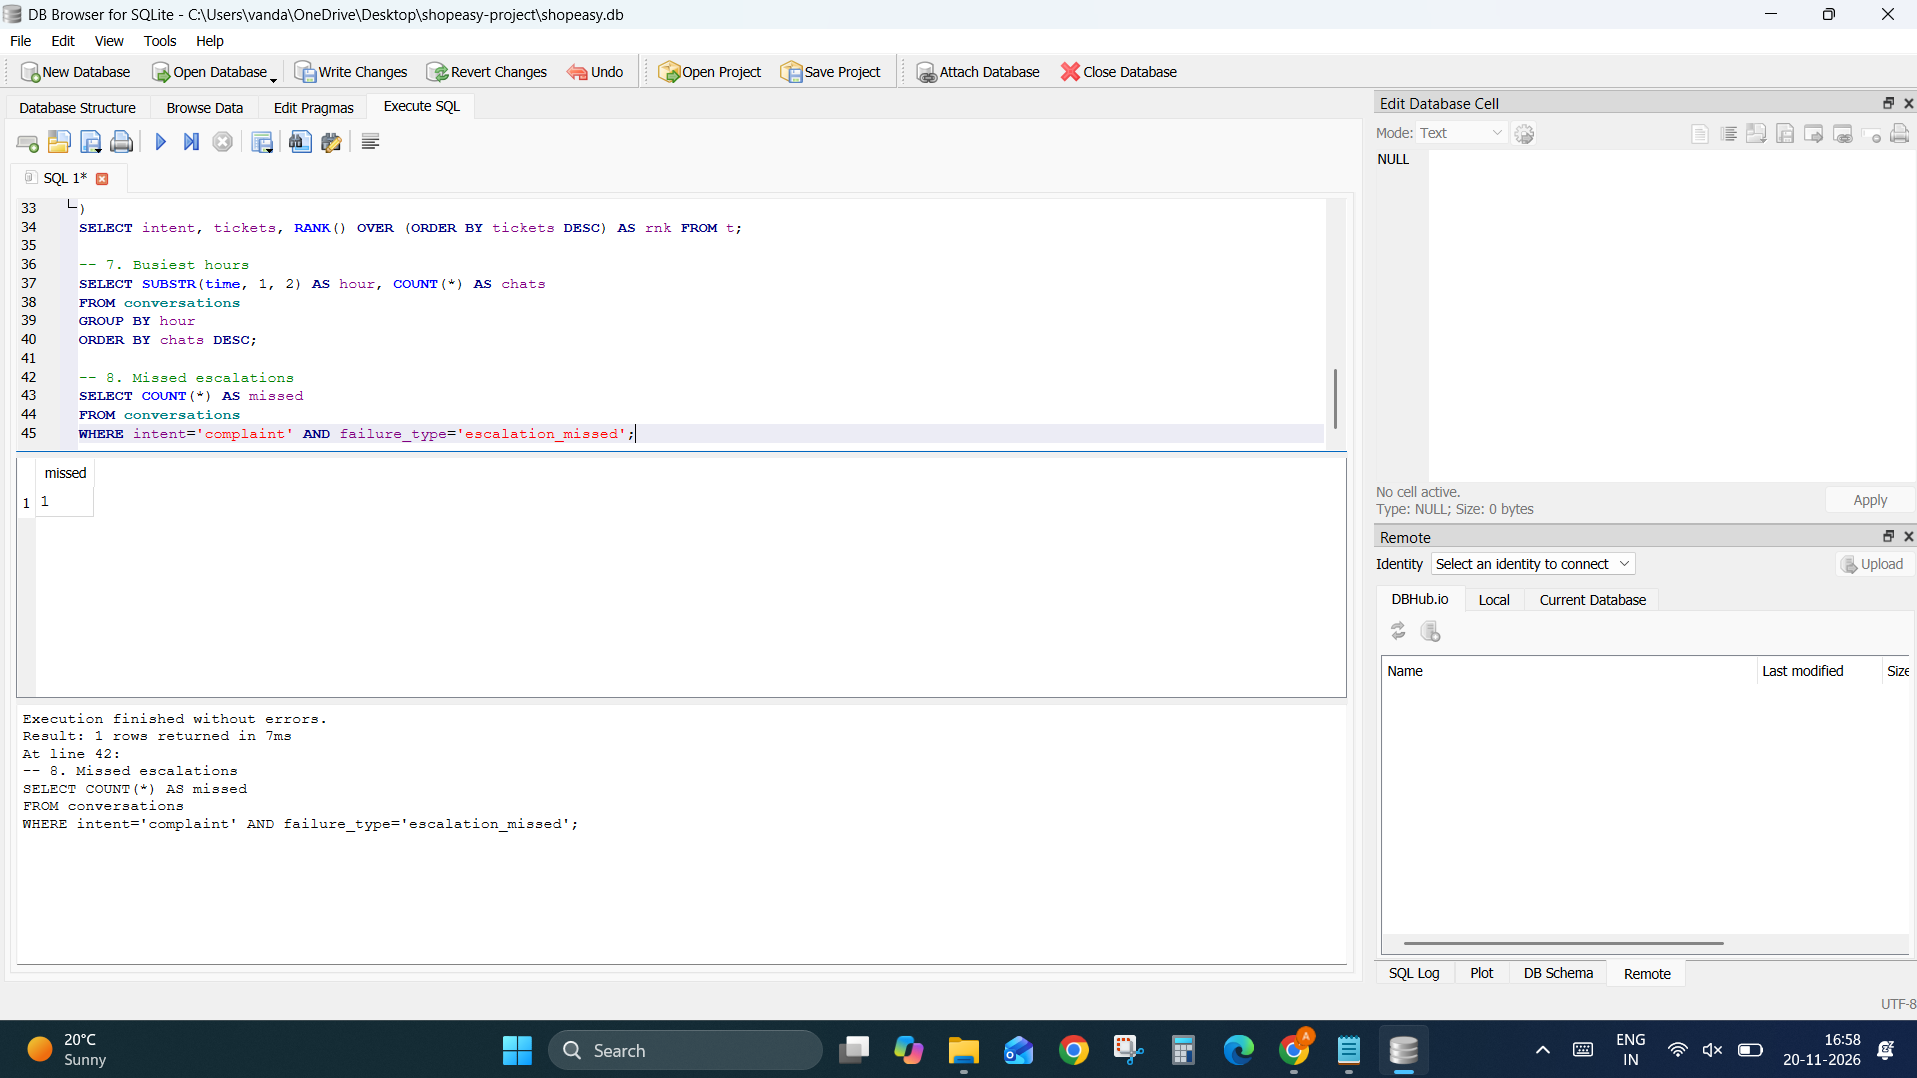 DB Browser for SQLite - C:\Users\vanda\OneDrive\Desktop\shopeasy-project\shopeasy.db
File Edit View Tools Help
New Database Open Database Write Changes Revert Changes Undo Open Project Save Project Attach Database Close Database
Database Structure Browse Data Edit Pragmas Execute SQL
SQL 1*
33 )
34 SELECT intent, tickets, RANK() OVER (ORDER BY tickets DESC) AS rnk FROM t;
35
36 -- 7. Busiest hours
37 SELECT SUBSTR(time, 1, 2) AS hour, COUNT(*) AS chats
38 FROM conversations
39 GROUP BY hour
40 ORDER BY chats DESC;
41
42 -- 8. Missed escalations
43 SELECT COUNT(*) AS missed
44 FROM conversations
45 WHERE intent='complaint' AND failure_type='escalation_missed';
missed
1 1
Execution finished without errors.
Result: 1 rows returned in 7ms
At line 42:
-- 8. Missed escalations
SELECT COUNT(*) AS missed
FROM conversations
WHERE intent='complaint' AND failure_type='escalation_missed';
Edit Database Cell
Mode: Text
NULL
No cell active.
Type: NULL; Size: 0 bytes
Apply
Remote
Identity Select an identity to connect Upload
DBHub.io Local Current Database
Name Last modified Size
SQL Log Plot DB Schema Remote
UTF-8
20°C
Sunny
Search
A
ENG
IN
16:58
20-11-2026